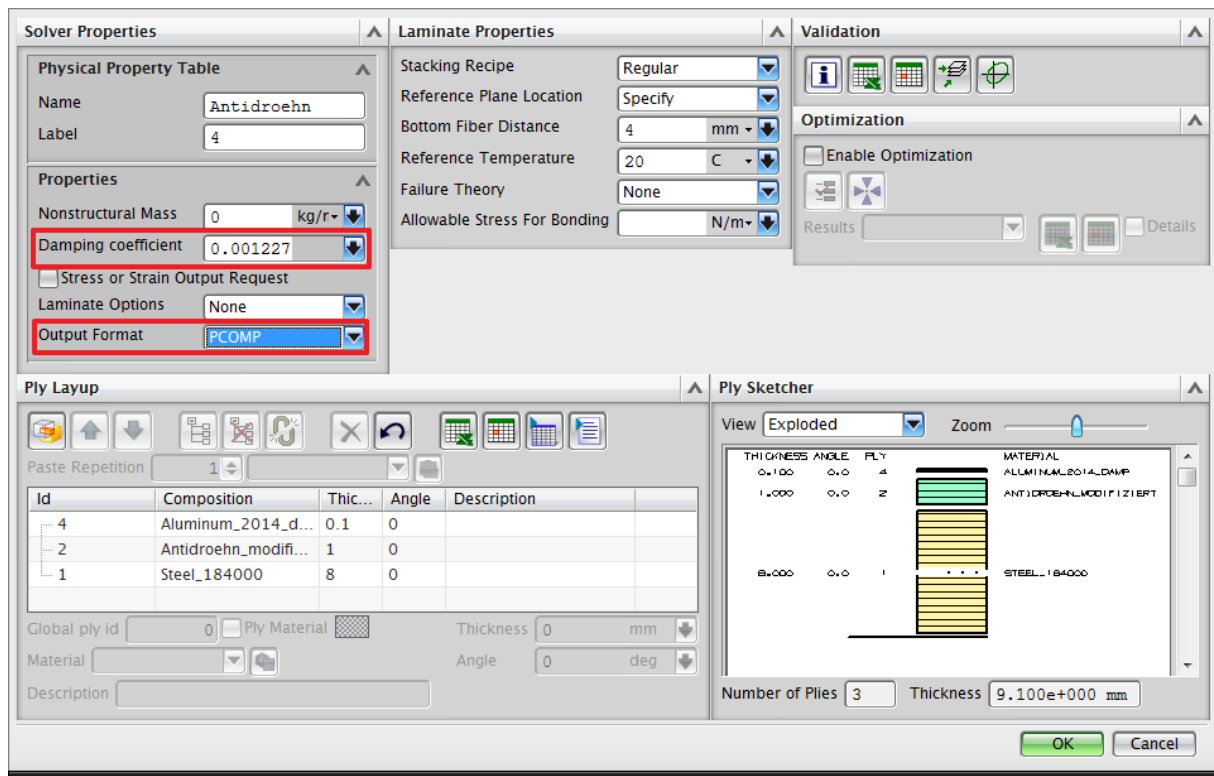 Solver Properties
Physical Property Table
Name Antidroehn
Label 4
Properties
Nonstructural Mass 0 kg/r
Damping coefficient 0.001227
Stress or Strain Output Request
Laminate Options None
Output Format PCOMP
Laminate Properties
Stacking Recipe Regular
Reference Plane Location Specify
Bottom Fiber Distance 4 mm
Reference Temperature 20 C
Failure Theory None
Allowable Stress For Bonding N/m
Validation
Optimization
Enable Optimization
Results Details
Ply Layup
Paste Repetition 1
Id Composition Thic... Angle Description
4 Aluminum_2014_d... 0.1 0
2 Antidroehn_modifi... 1 0
1 Steel_184000 8 0
Global ply id 0 Ply Material Thickness 0 mm
Material Angle 0 deg
Description
Ply Sketcher
View Exploded Zoom
THICKNESS ANGLE PLY MATERIAL
0.100 0.0 4 ALUMINUM_2014_DAMP
1.000 0.0 2 ANTIDROEHN_MODIFIZIERT
8.000 0.0 1 STEEL_184000
Number of Plies 3 Thickness 9.100e+000 mm
OK Cancel